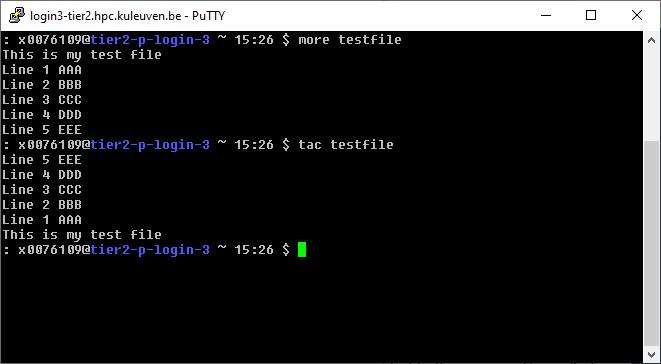 login3-tier2.hpc.kuleuven.be - PuTTY
: x0076109@tier2-p-login-3 ~ 15:26 $ more testfile
This is my test file
Line 1 AAA
Line 2 BBB
Line 3 CCC
Line 4 DDD
Line 5 EEE
: x0076109@tier2-p-login-3 ~ 15:26 $ tac testfile
Line 5 EEE
Line 4 DDD
Line 3 CCC
Line 2 BBB
Line 1 AAA
This is my test file
: x0076109@tier2-p-login-3 ~ 15:26 $